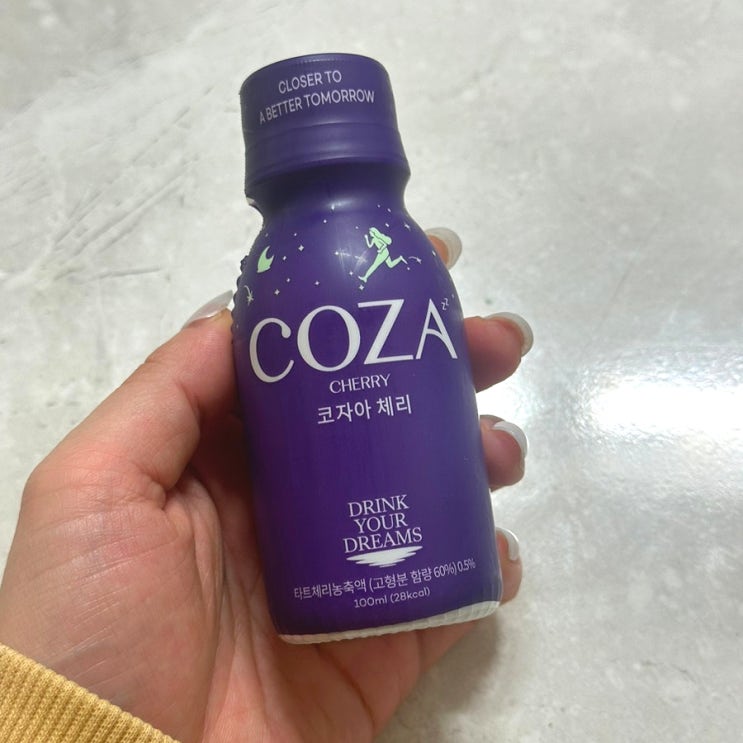 CLOSER TO
A BETTER TOMORROW
COZA zz
CHERRY
코자아 체리
DRINK
YOUR
DREAMS
타트체리농축액 (고형분 함량 60%) 0.5%
100ml (28kcal)